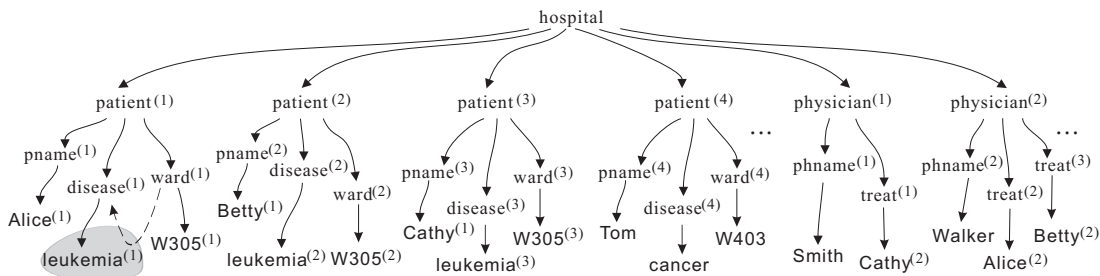 hospital
patient(1) patient(2) patient(3) patient(4) physician(1) physician(2)
... ...
pname(1) disease(1) ward(1) pname(2) disease(2) ward(2) pname(3) disease(3) ward(3) pname(4) disease(4) ward(4) phname(1) treat(1) phname(2) treat(2) treat(3)
Alice(1) leukemia(1) W305(1) Betty(1) leukemia(2) W305(2) Cathy(1) leukemia(3) W305(3) Tom cancer W403 Smith Cathy(2) Walker Alice(2) Betty(2)